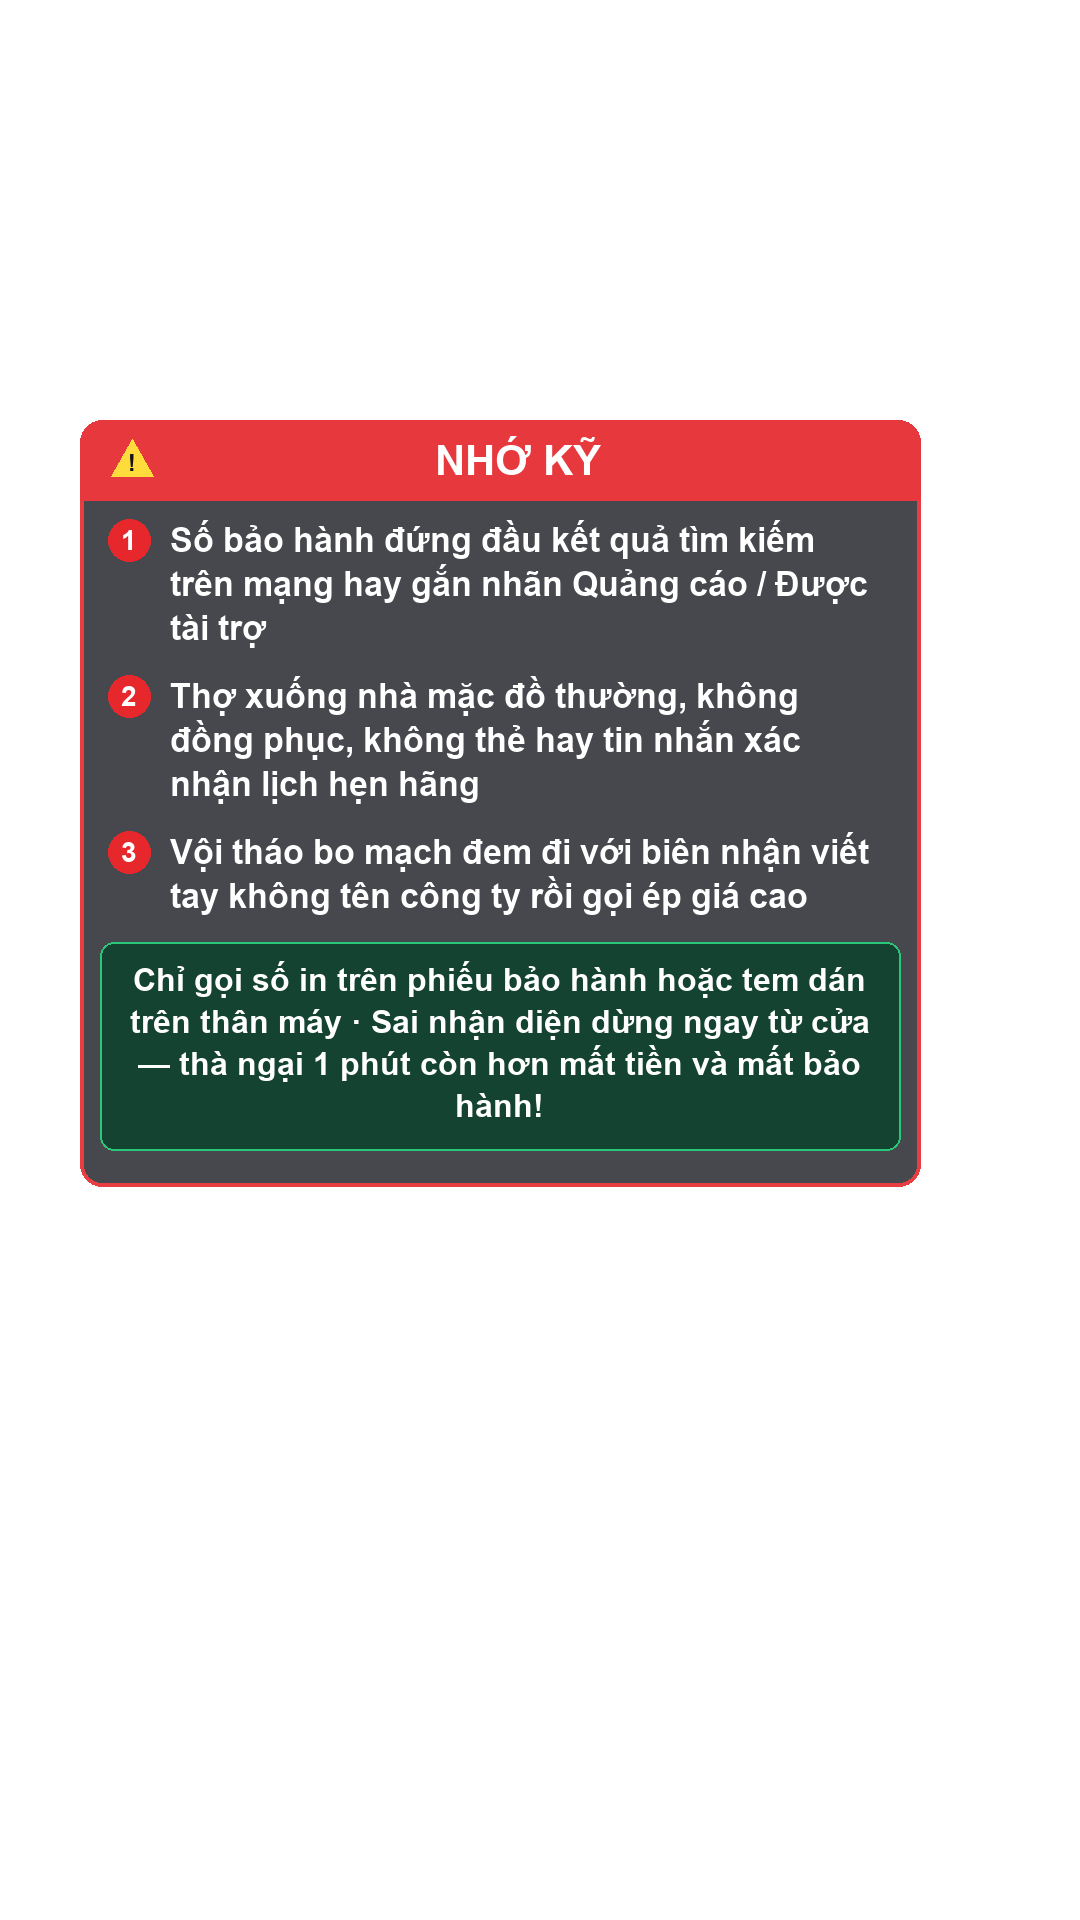 !
NHỚ KỸ
1 Số bảo hành đứng đầu kết quả tìm kiếm
trên mạng hay gắn nhãn Quảng cáo / Được
tài trợ
2 Thợ xuống nhà mặc đồ thường, không
đồng phục, không thẻ hay tin nhắn xác
nhận lịch hẹn hãng
3 Vội tháo bo mạch đem đi với biên nhận viết
tay không tên công ty rồi gọi ép giá cao
Chỉ gọi số in trên phiếu bảo hành hoặc tem dán
trên thân máy · Sai nhận diện dừng ngay từ cửa
— thà ngại 1 phút còn hơn mất tiền và mất bảo
hành!